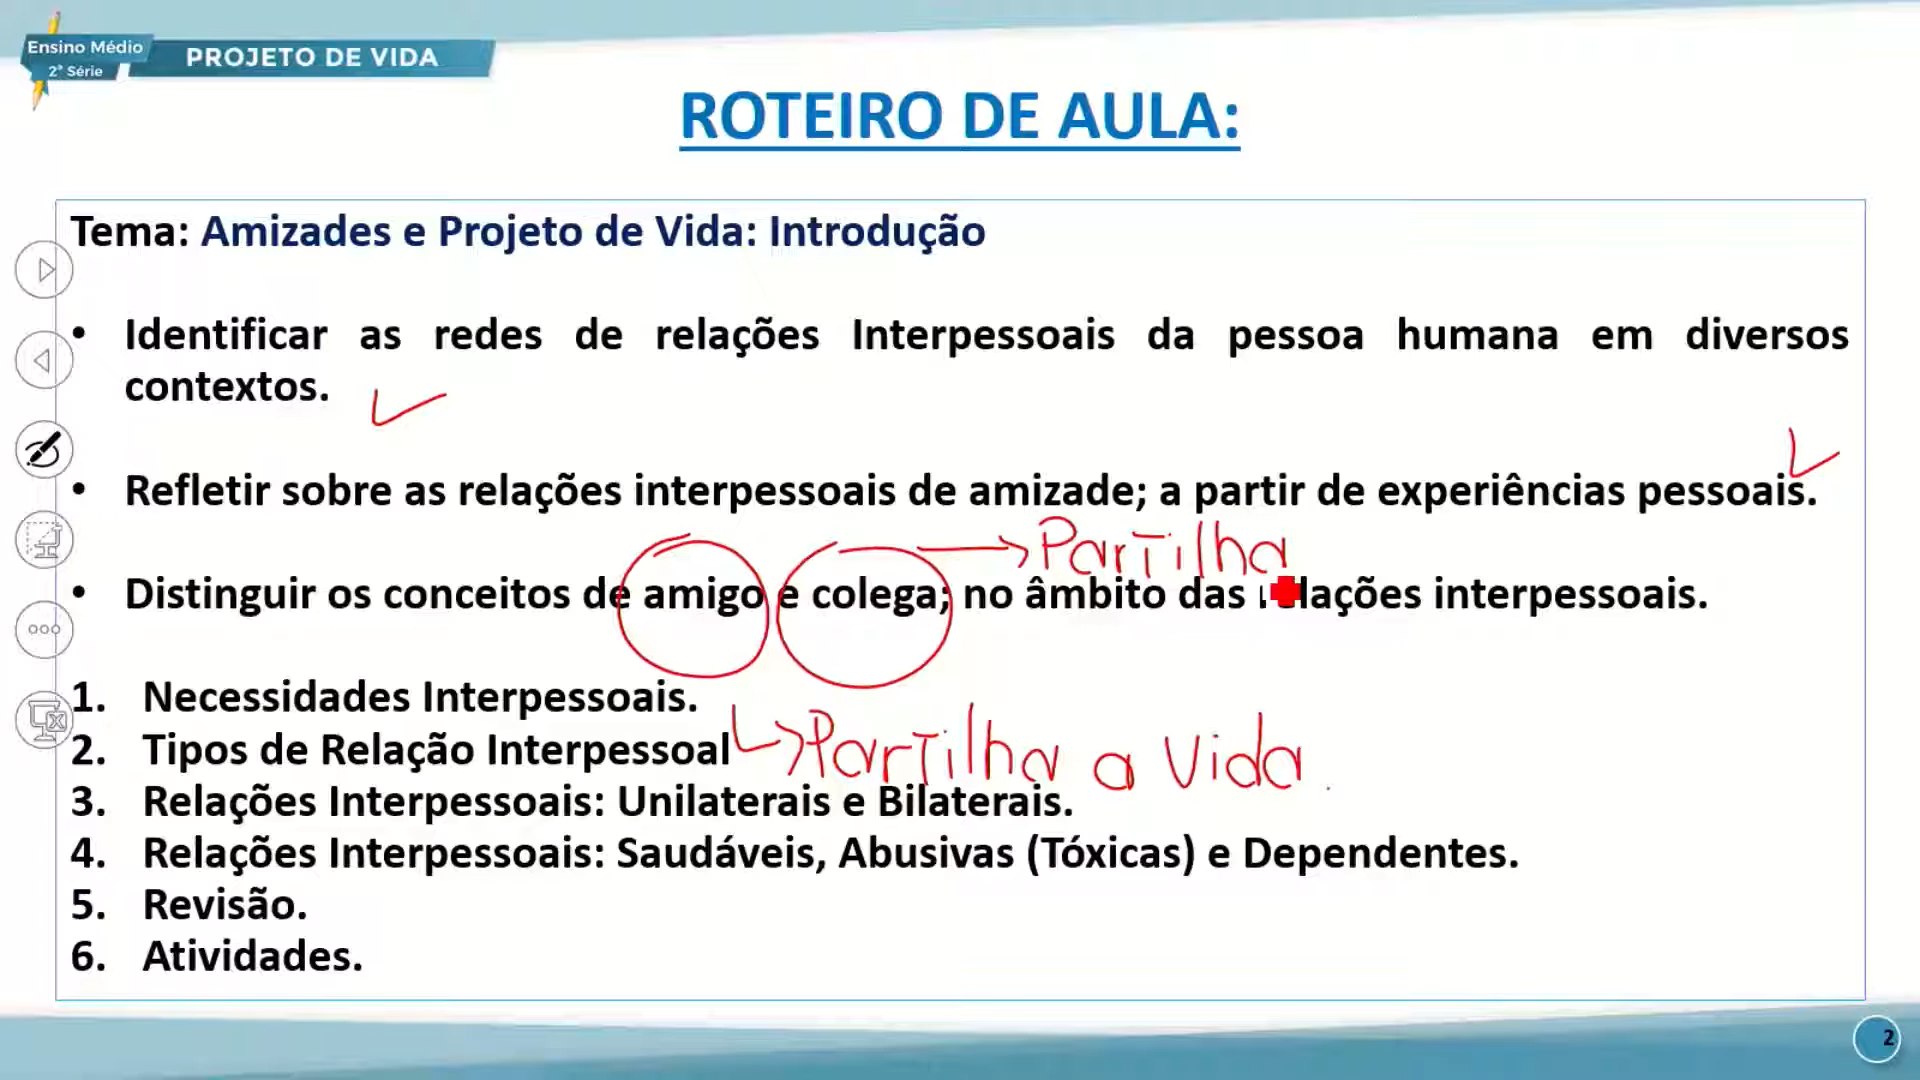 Ensino Médio
2ª Série
PROJETO DE VIDA
ROTEIRO DE AULA:
Tema: Amizades e Projeto de Vida: Introdução
• Identificar as redes de relações Interpessoais da pessoa humana em diversos
contextos.
• Refletir sobre as relações interpessoais de amizade; a partir de experiências pessoais.
Partilha
• Distinguir os conceitos de amigo e colega; no âmbito das relações interpessoais.
1. Necessidades Interpessoais.
2. Tipos de Relação Interpessoal
Partilha a vida
3. Relações Interpessoais: Unilaterais e Bilaterais.
4. Relações Interpessoais: Saudáveis, Abusivas (Tóxicas) e Dependentes.
5. Revisão.
6. Atividades.
2